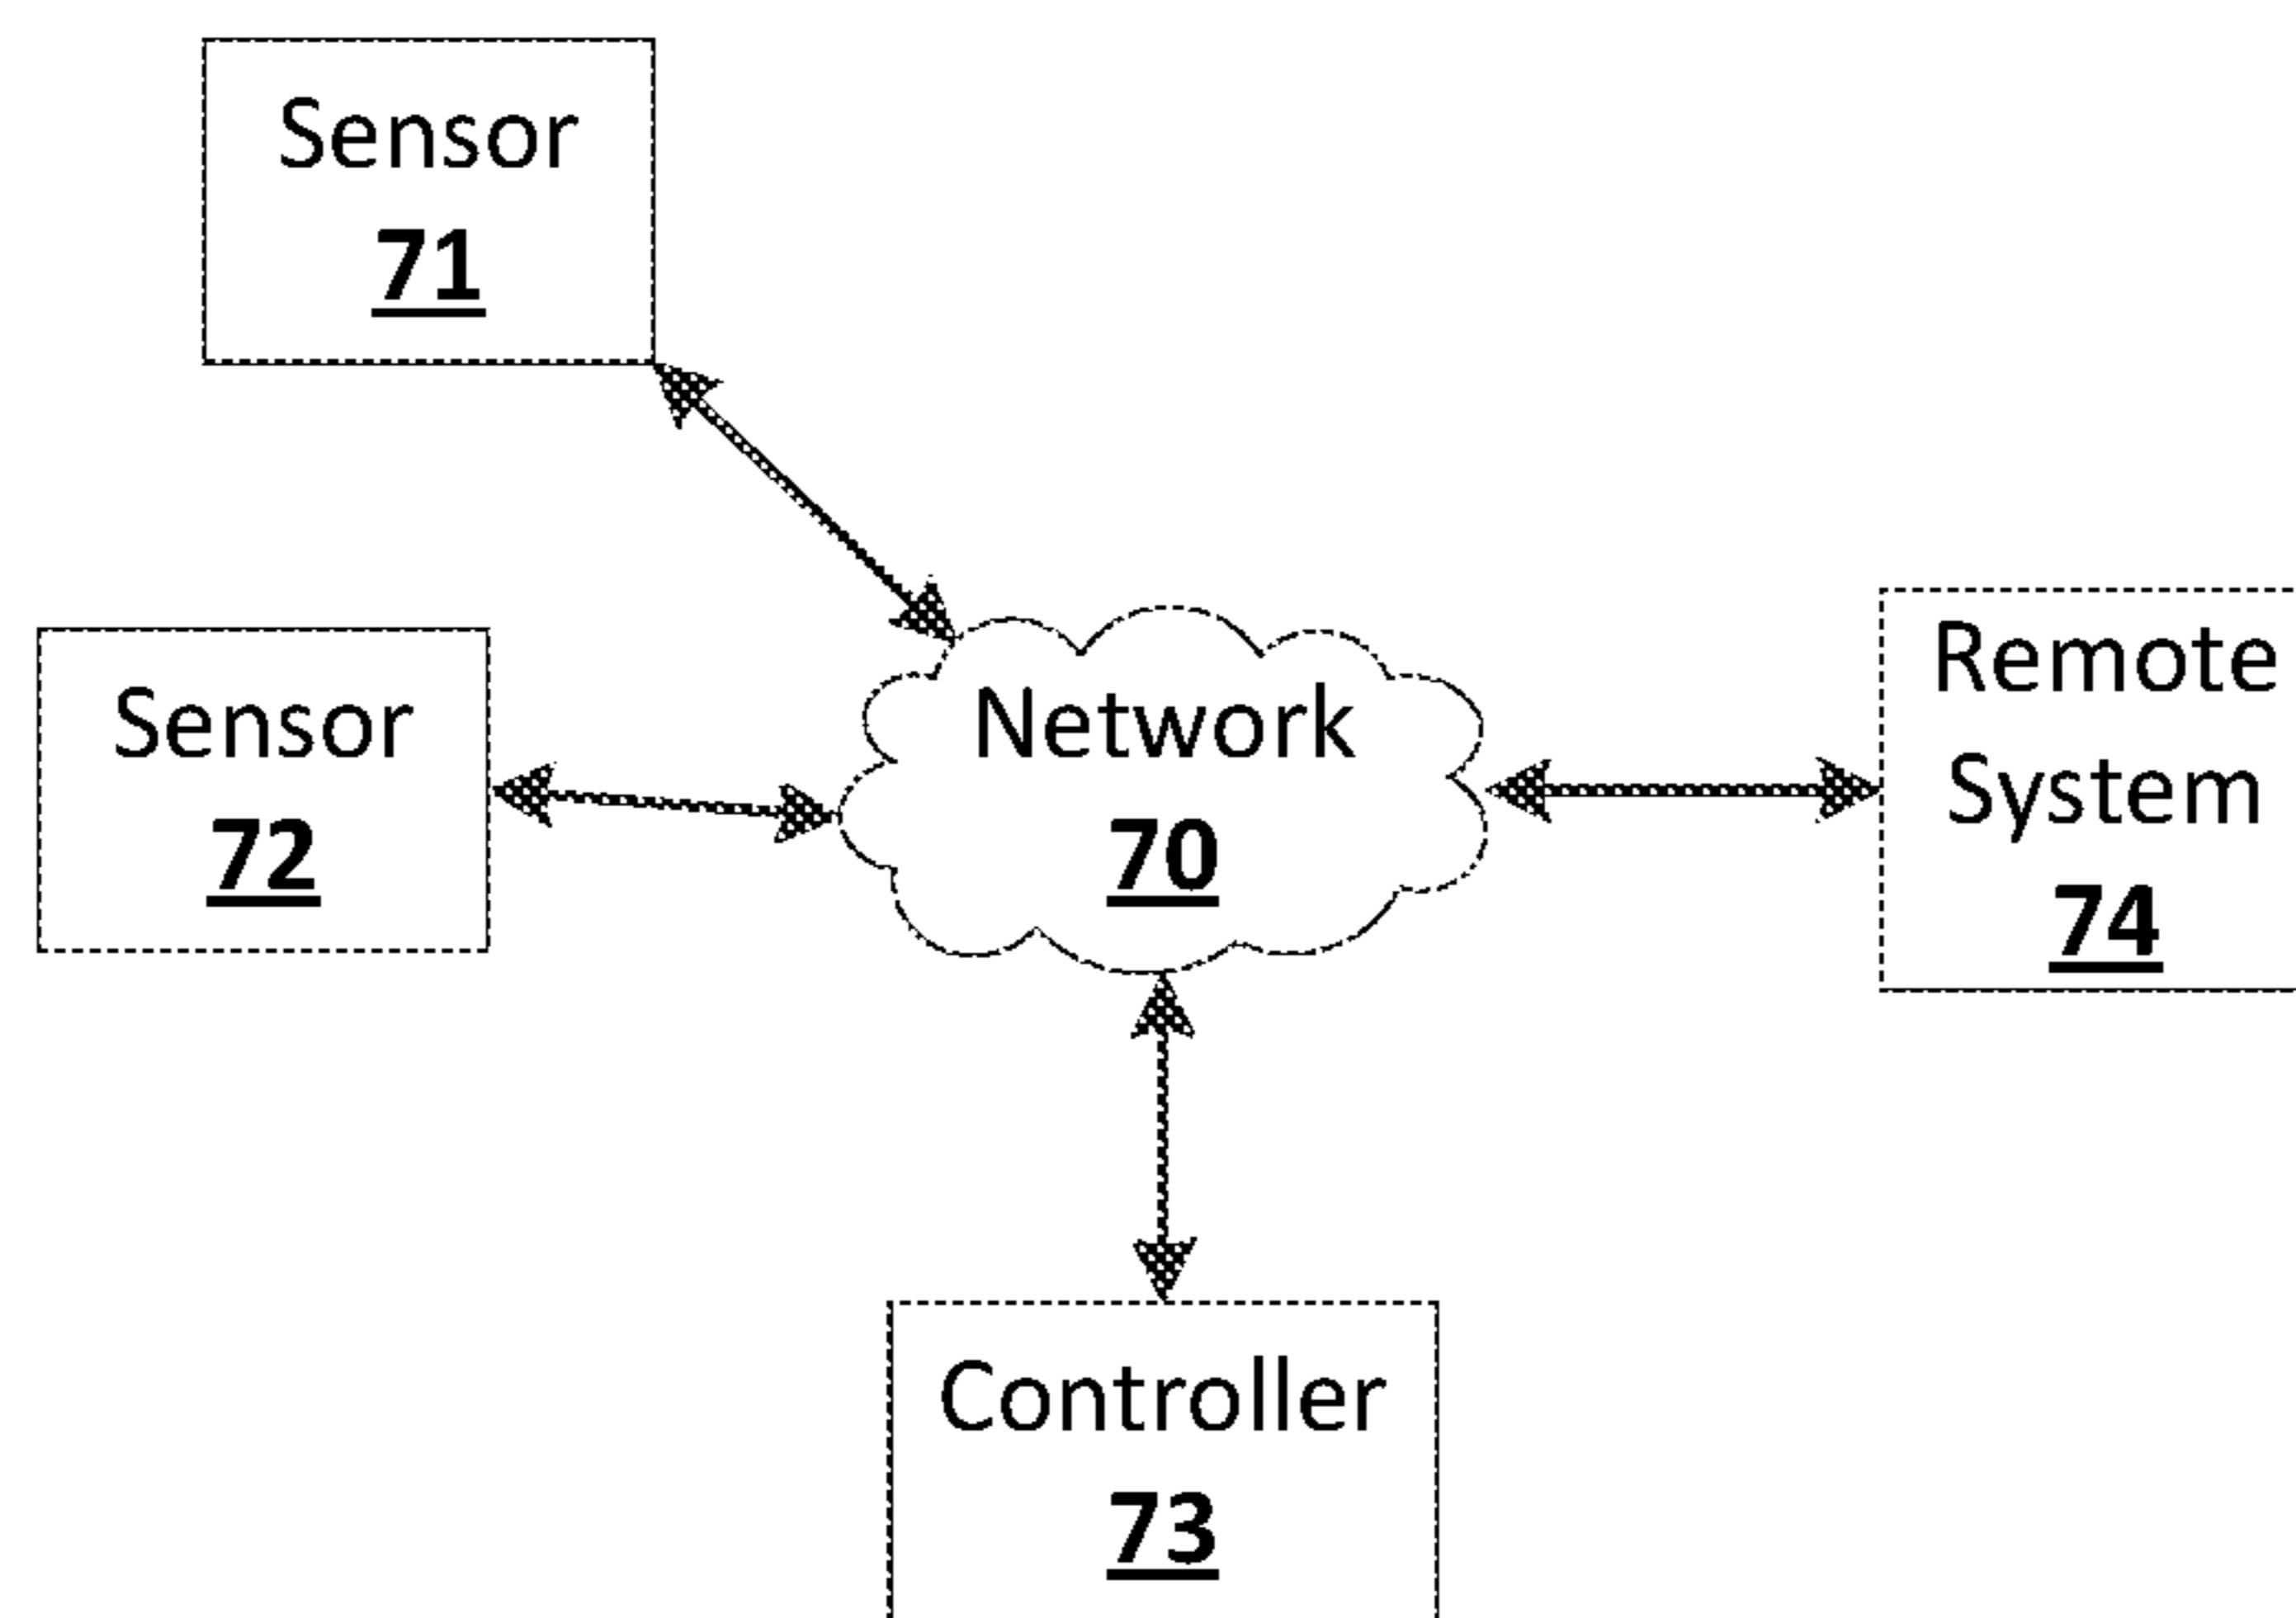 Sensor
71
Sensor
72
Network
70
Remote
System
74
Controller
73